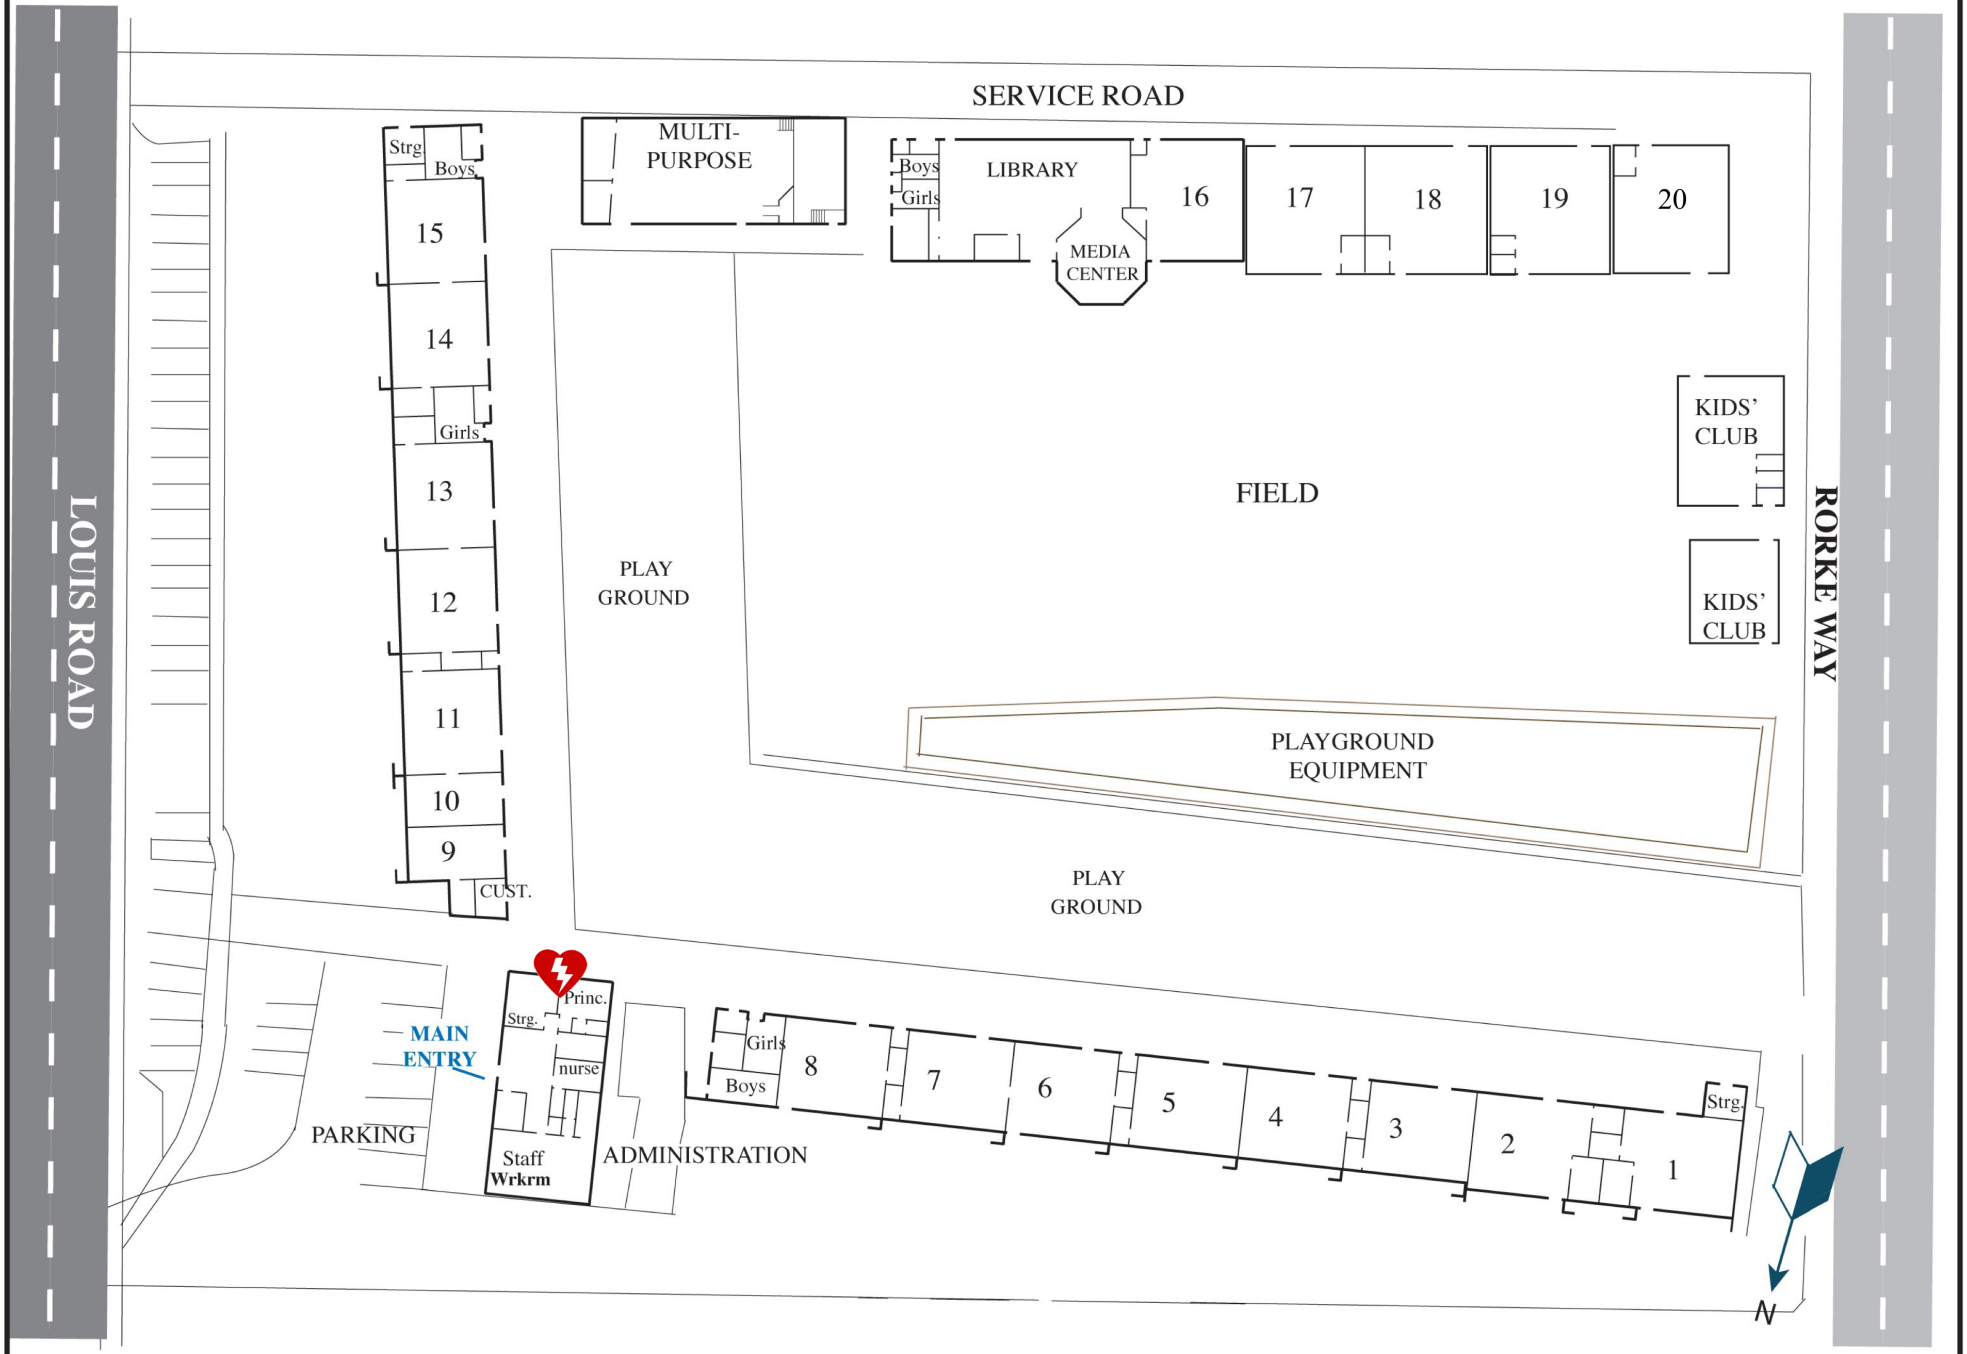 SERVICE ROAD
MULTI-
PURPOSE
Strg.
Boys
15
14
Girls
13
12
11
10
9
CUST.
Boys
Girls
LIBRARY
MEDIA
CENTER
16
17
18
19
20
KIDS’
CLUB
KIDS’
CLUB
FIELD
PLAY
GROUND
PLAYGROUND
EQUIPMENT
PLAY
GROUND
LOUIS ROAD
RORKE WAY
Princ.
Strg.
MAIN
ENTRY
nurse
PARKING
Staff
Wrkrm
ADMINISTRATION
Girls
Boys
8
7
6
5
4
3
2
1
Strg.
N